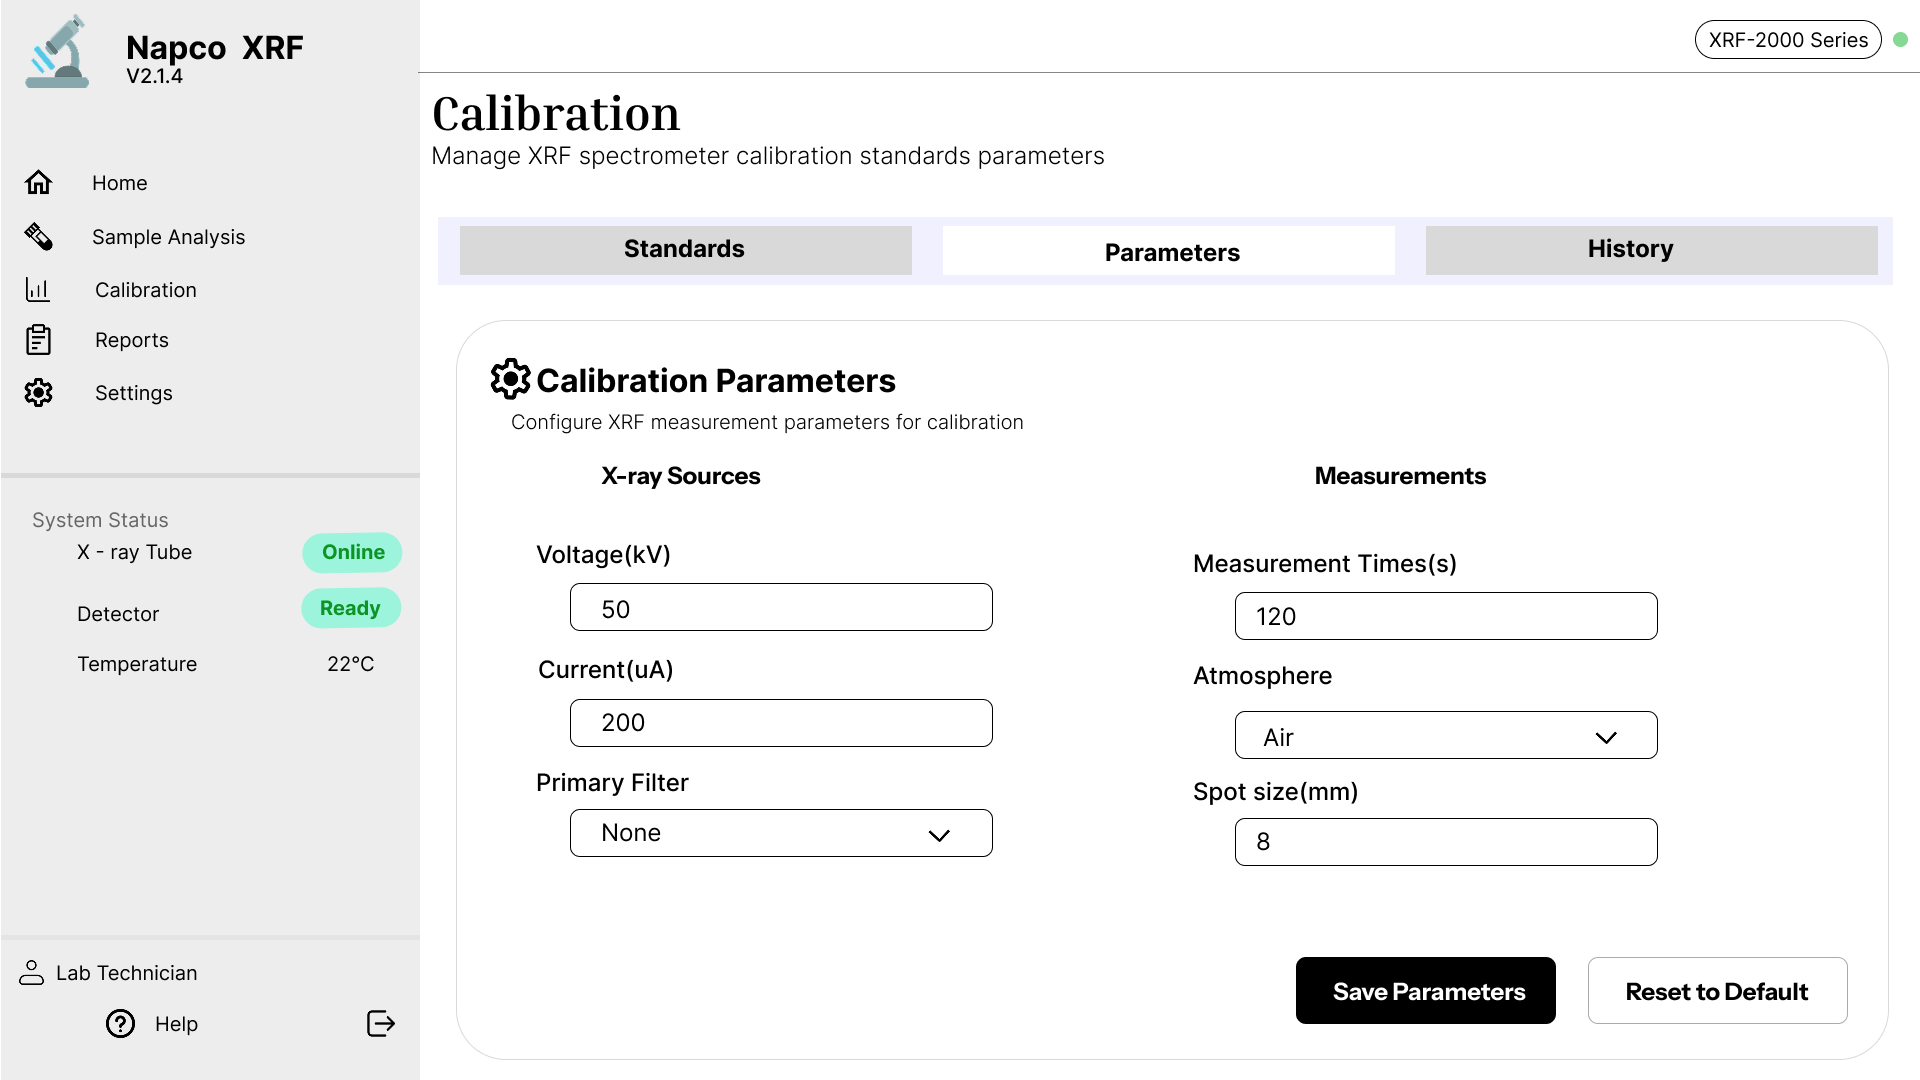 Napco XRF
V2.1.4
Home
Sample Analysis
Calibration
Reports
Settings
System Status
X - ray Tube
Online
Detector
Ready
Temperature
22°C
Lab Technician
Help
XRF-2000 Series
Calibration
Manage XRF spectrometer calibration standards parameters
Standards
Parameters
History
Calibration Parameters
Configure XRF measurement parameters for calibration
X-ray Sources
Voltage(kV)
50
Current(uA)
200
Primary Filter
None
Measurements
Measurement Times(s)
120
Atmosphere
Air
Spot size(mm)
8
Save Parameters
Reset to Default